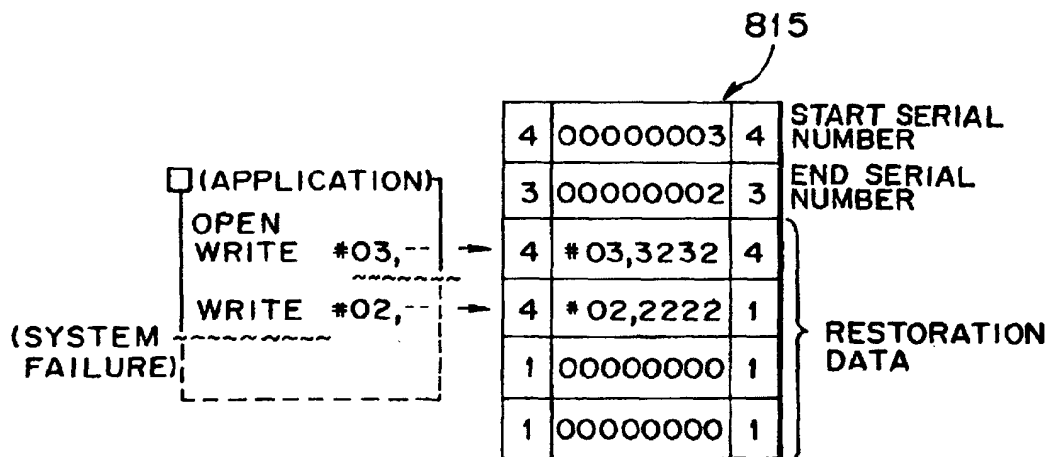 815
4 00000003 4 START SERIAL
NUMBER
3 00000002 3 END SERIAL
NUMBER
(APPLICATION)
OPEN
WRITE #03,-- 4 #03,3232 4
WRITE #02,-- 4 #02,2222 1
(SYSTEM
FAILURE)
RESTORATION
DATA
1 00000000 1
1 00000000 1